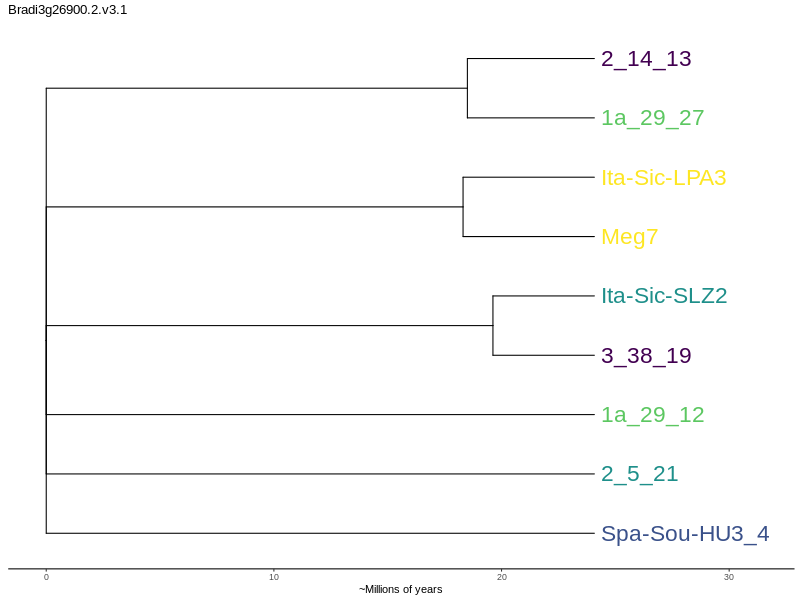 Bradi3g26900.2.v3.1
2_14_13
1a_29_27
Ita-Sic-LPA3
Meg7
Ita-Sic-SLZ2
3_38_19
1a_29_12
2_5_21
Spa-Sou-HU3_4
0 10 20 30
~Millions of years